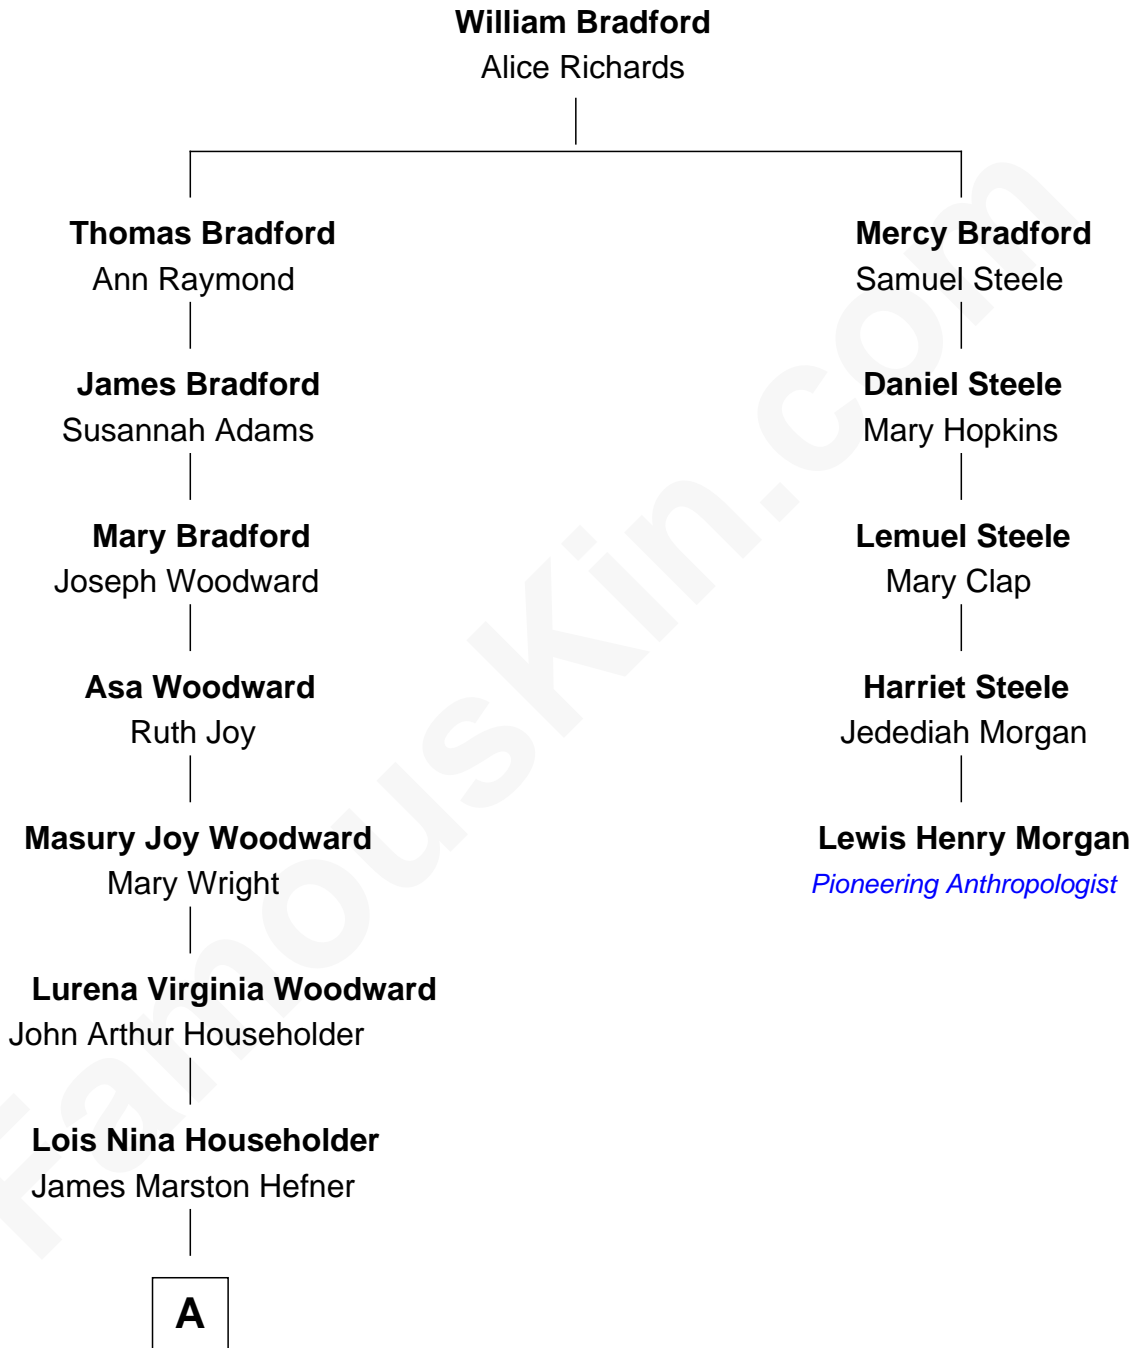 William Bradford
Alice Richards
Thomas Bradford
Ann Raymond
James Bradford
Susannah Adams
Mary Bradford
Joseph Woodward
Asa Woodward
Ruth Joy
Masury Joy Woodward
Mary Wright
Lurena Virginia Woodward
John Arthur Householder
Lois Nina Householder
James Marston Hefner
A
Mercy Bradford
Samuel Steele
Daniel Steele
Mary Hopkins
Lemuel Steele
Mary Clap
Harriet Steele
Jedediah Morgan
Lewis Henry Morgan
Pioneering Anthropologist
FamousKin.com